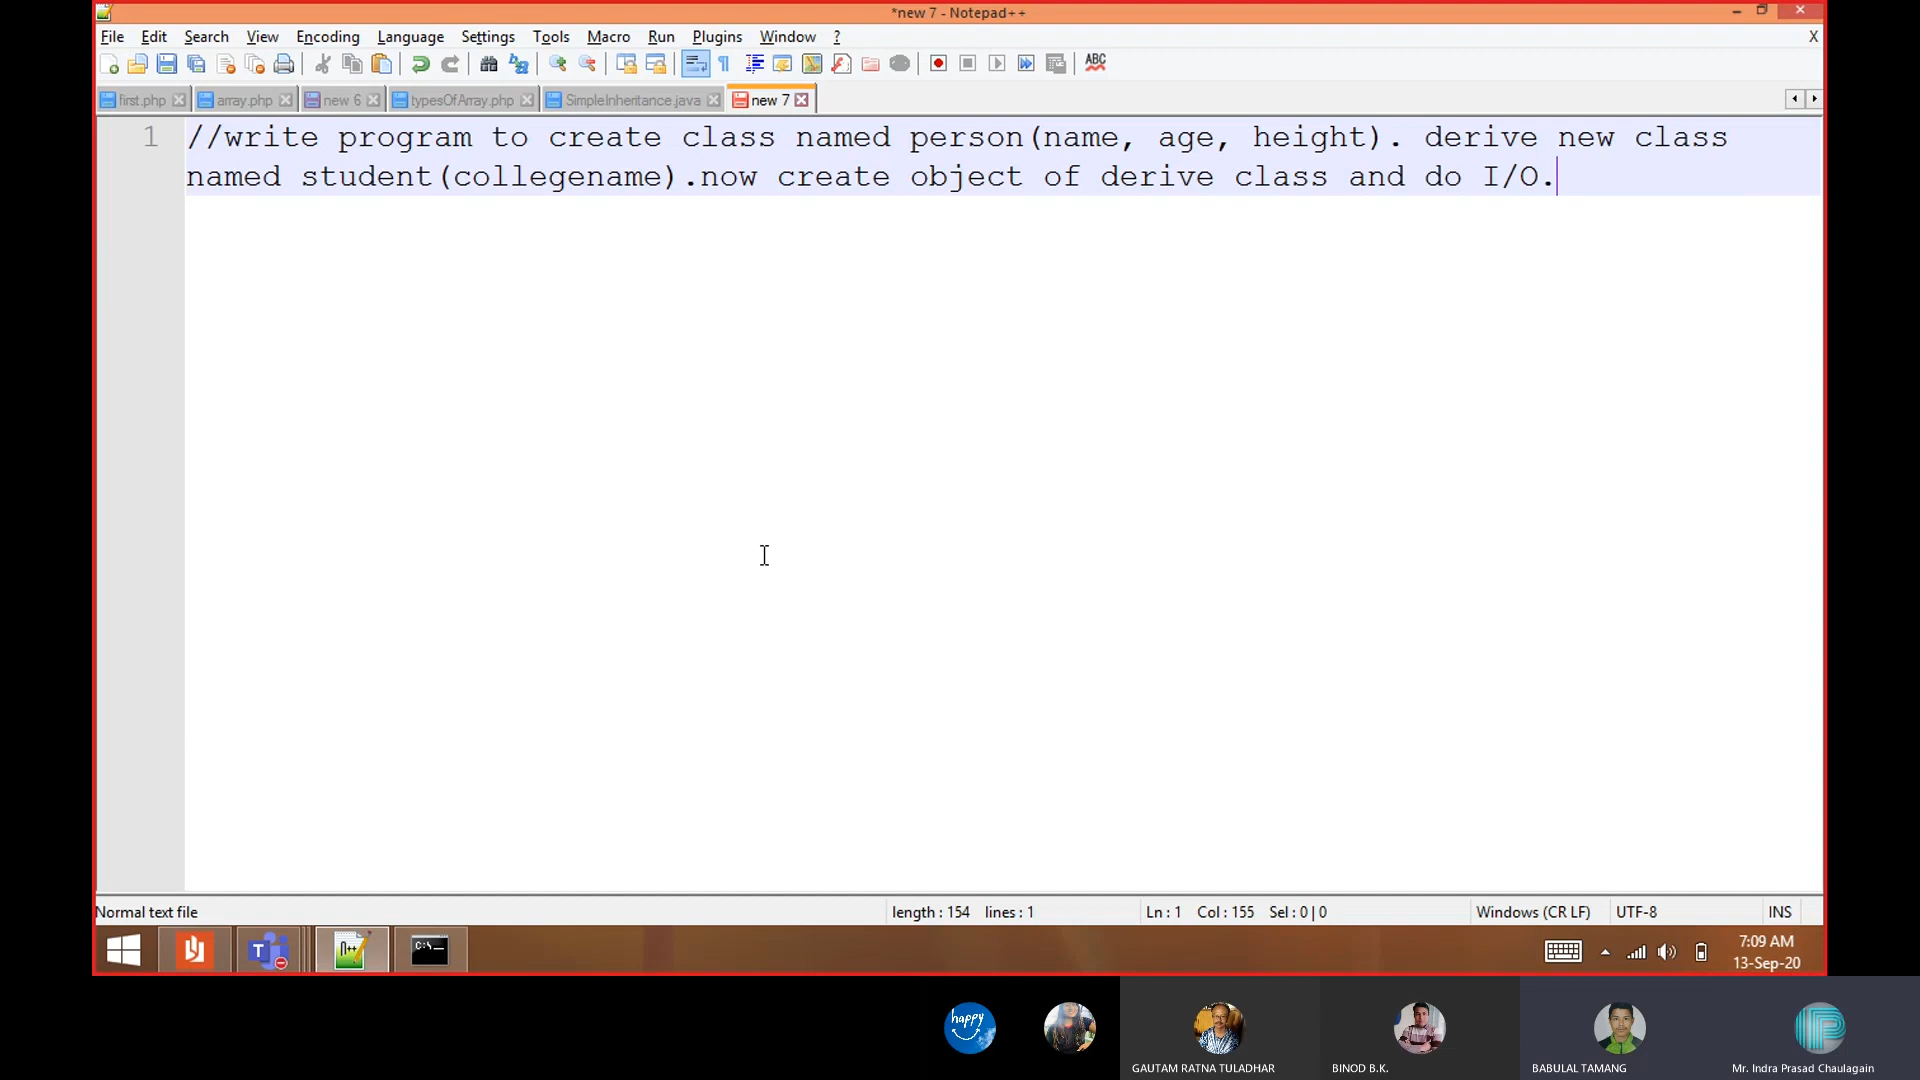 *new 7 - Notepad++
File Edit Search View Encoding Language Settings Tools Macro Run Plugins Window ? X
ABC
first.php array.php new 6 typesOfArray.php SimpleInheritance.java new 7
1 //write program to create class named person(name, age, height). derive new class
named student(collegename).now create object of derive class and do I/O.
Normal text file length : 154 lines : 1 Ln : 1 Col : 155 Sel : 0 | 0 Windows (CR LF) UTF-8 INS
T n++ C:\ 7:09 AM
13-Sep-20
happy
GAUTAM RATNA TULADHAR BINOD B.K. BABULAL TAMANG Mr. Indra Prasad Chaulagain